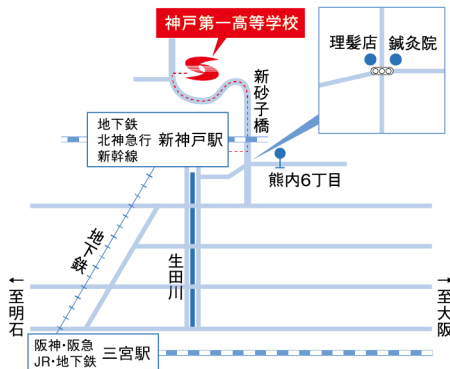 神戸第一高等学校
理髪店
鍼灸院
新砂子橋
地下鉄
北神急行
新幹線
新神戸駅
熊内6丁目
地下鉄
生田川
←至明石
→至大阪
阪神・阪急
JR・地下鉄
三宮駅